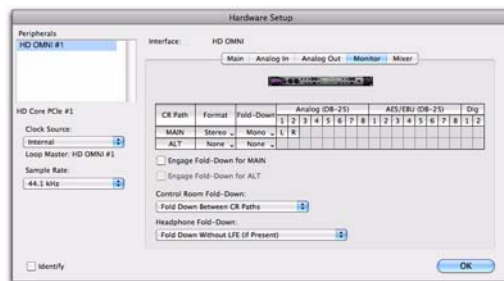 Hardware Setup
Peripherals
HD OMNI #1
Interface: HD OMNI
Main Analog In Analog Out Monitor Mixer
HD Core PCIe #1
Clock Source:
Internal
Loop Master: HD OMNI #1
Sample Rate:
44.1 kHz
Analog (DB-25) AES/EBU (DB-25) Dig
CR Path Format Fold-Down 1 2 3 4 5 6 7 8 1 2 3 4 5 6 7 8 1 2
MAIN Stereo Mono L R
ALT None None
Engage Fold-Down for MAIN
Engage Fold-Down for ALT
Control Room Fold-Down:
Fold Down Between CR Paths
Headphone Fold-Down:
Fold Down Without LFE (if Present)
Identify
OK